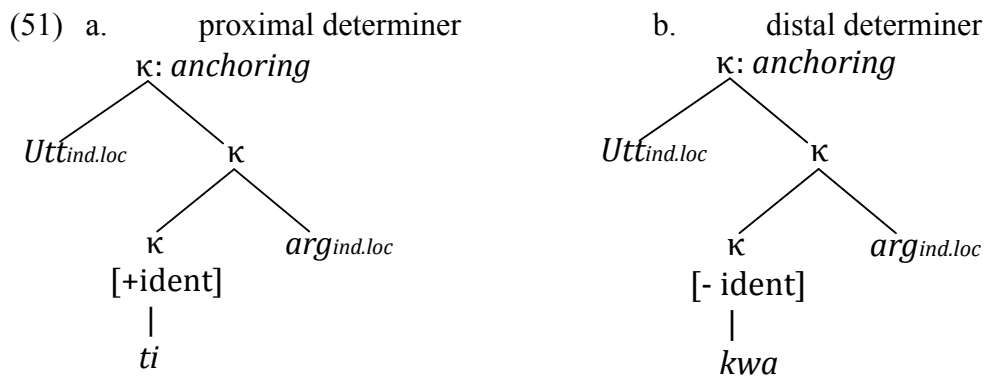 (51) a. proximal determiner b. distal determiner
κ: anchoring κ: anchoring
Uttind.loc κ Uttind.loc κ
κ argind.loc κ argind.loc
[+ident] [- ident]
ti kwa